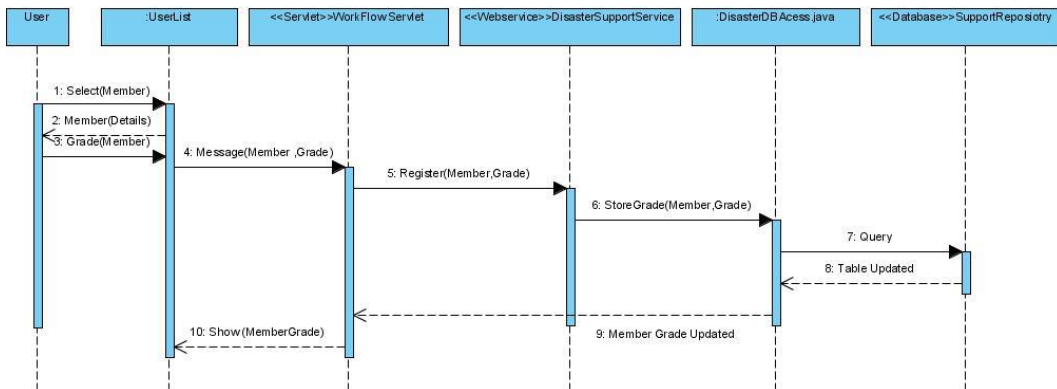 User
:UserList
<<Servlet>>WorkFlowServlet
<<Webservice>>DisasterSupportService
:DisasterDBAcess.java
<<Database>>SupportReposiotry
1: Select(Member)
2: Member(Details)
3: Grade(Member)
4: Message(Member ,Grade)
5: Register(Member,Grade)
6: StoreGrade(Member,Grade)
7: Query
8: Table Updated
9: Member Grade Updated
10: Show(MemberGrade)